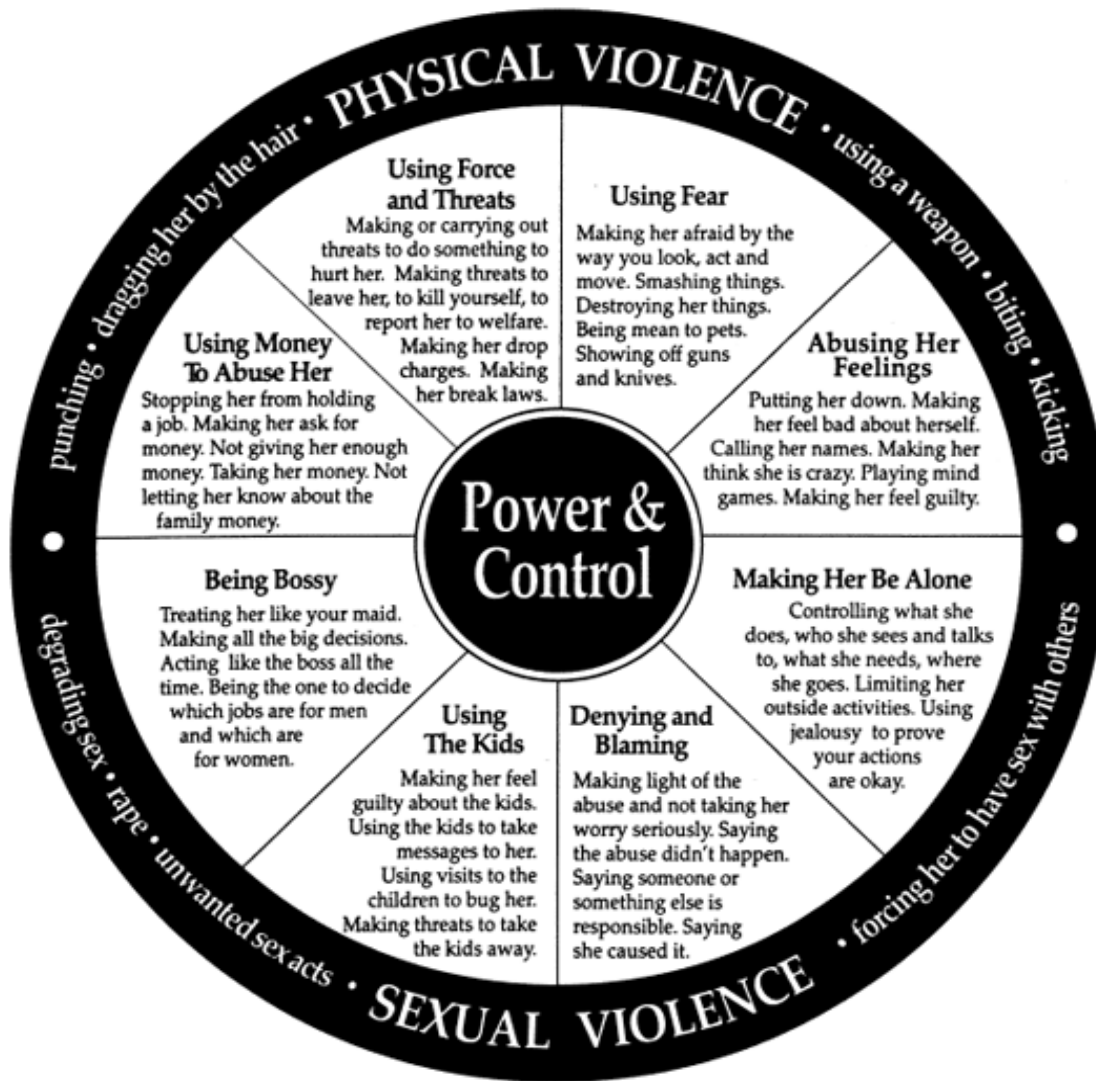 • PHYSICAL VIOLENCE •
punching • dragging her by the hair
using a weapon • biting • kicking
Using Force
and Threats
Making or carrying out
threats to do something to
hurt her. Making threats to
leave her, to kill yourself, to
report her to welfare.
Making her drop
charges. Making
her break laws.
Using Fear
Making her afraid by the
way you look, act and
move. Smashing things.
Destroying her things.
Being mean to pets.
Showing off guns
and knives.
Abusing Her
Feelings
Putting her down. Making
her feel bad about herself.
Calling her names. Making her
think she is crazy. Playing mind
games. Making her feel guilty.
Making Her Be Alone
Controlling what she
does, who she sees and talks
to, what she needs, where
she goes. Limiting her
outside activities. Using
jealousy to prove
your actions
are okay.
Denying and
Blaming
Making light of the
abuse and not taking her
worry seriously. Saying
the abuse didn't happen.
Saying someone or
something else is
responsible. Saying
she caused it.
Using
The Kids
Making her feel
guilty about the kids.
Using the kids to take
messages to her.
Using visits to the
children to bug her.
Making threats to take
the kids away.
Being Bossy
Treating her like your maid.
Making all the big decisions.
Acting like the boss all the
time. Being the one to decide
which jobs are for men
and which are
for women.
Using Money
To Abuse Her
Stopping her from holding
a job. Making her ask for
money. Not giving her enough
money. Taking her money. Not
letting her know about the
family money.
Power &
Control
degrading sex • rape • unwanted sex acts
• SEXUAL VIOLENCE •
forcing her to have sex with others